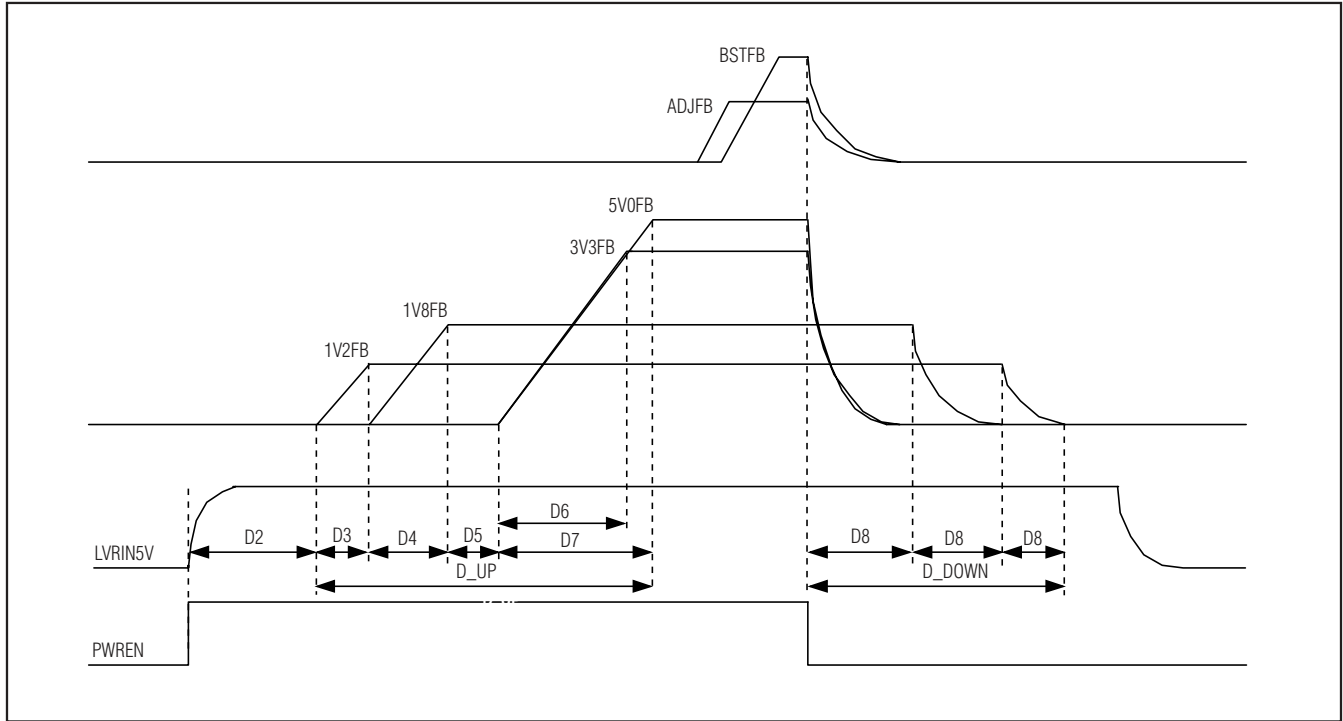 BSTFB
ADJFB
5V0FB
3V3FB
1V8FB
1V2FB
D6
D2
D3
D4
D5
D7
D8
D8
D8
LVRIN5V
D_UP
D_DOWN
PWREN